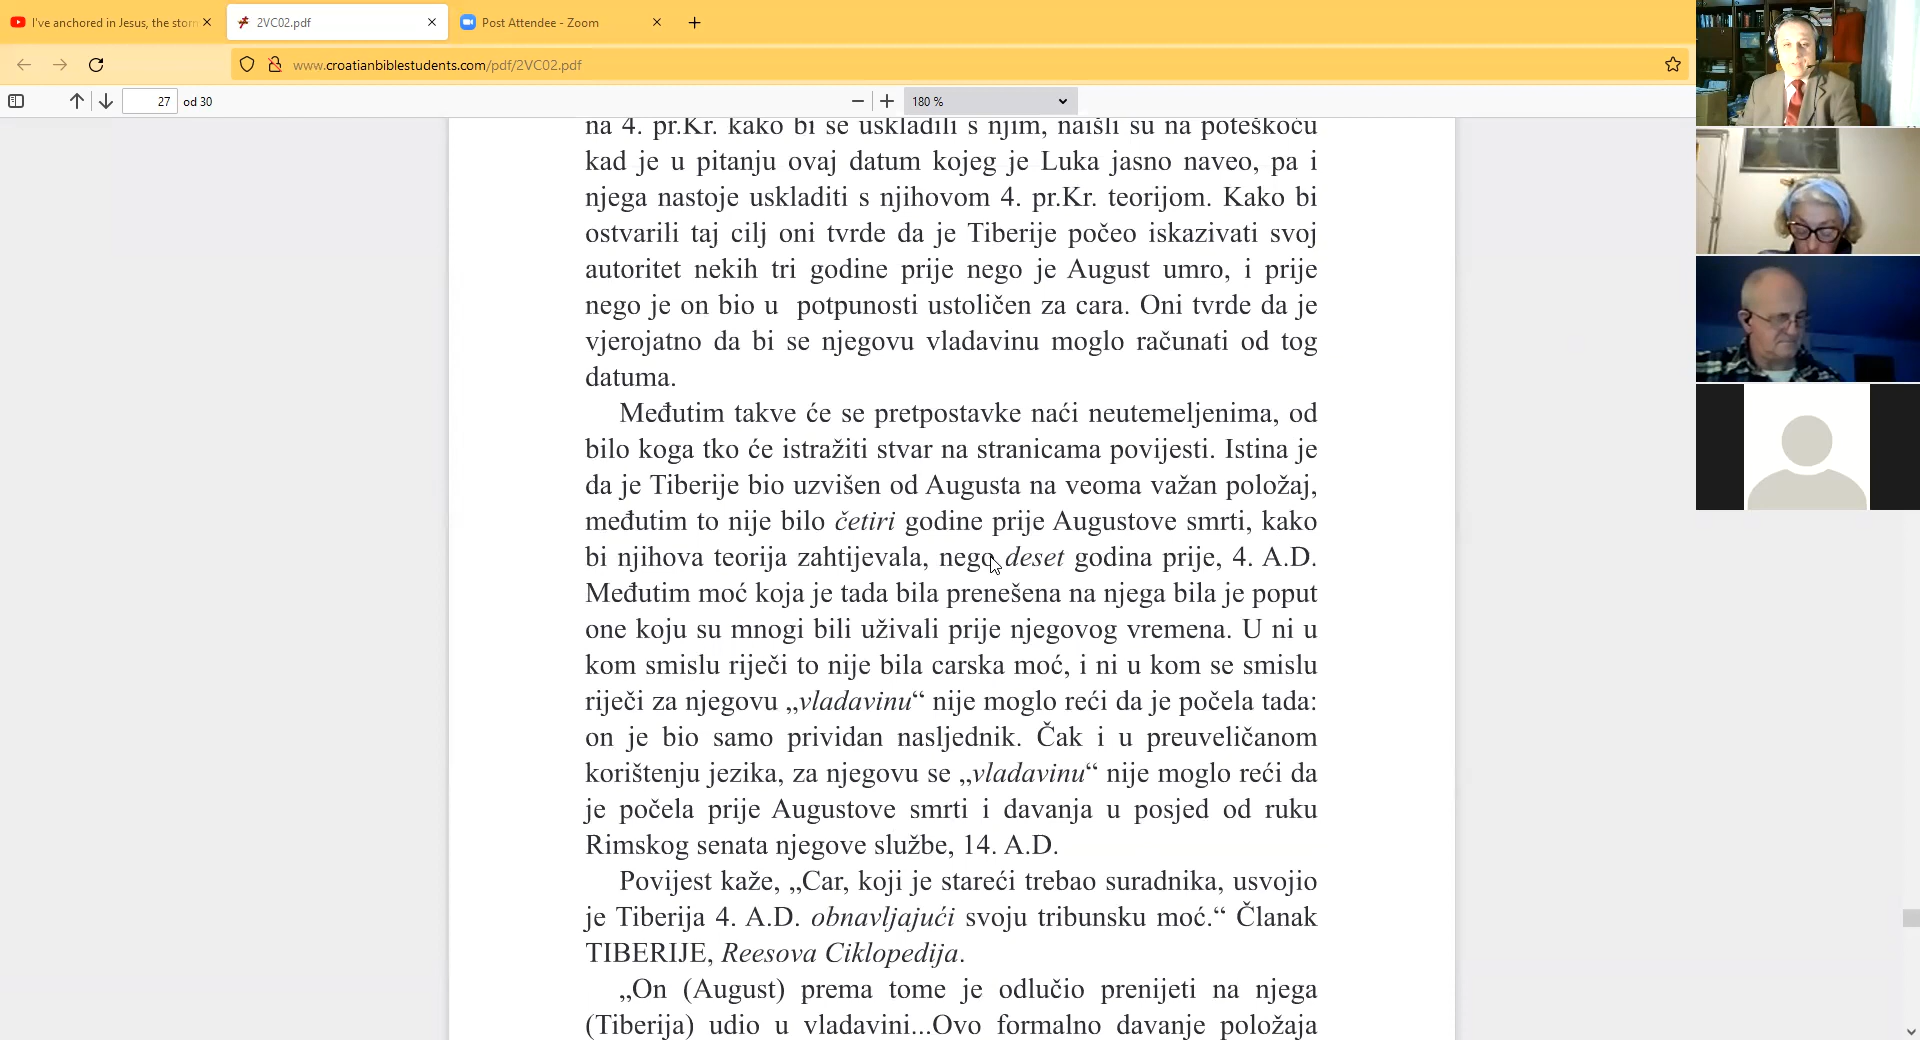 I've anchored in Jesus, the storm
2VC02.pdf
Post Attendee - Zoom
www.croatianbiblestudents.com/pdf/2VC02.pdf
27 od 30
180 %
na 4. pr.Kr. kako bi se uskladili s njim, naišli su na poteškoću
kad je u pitanju ovaj datum kojeg je Luka jasno naveo, pa i
njega nastoje uskladiti s njihovom 4. pr.Kr. teorijom. Kako bi
ostvarili taj cilj oni tvrde da je Tiberije počeo iskazivati svoj
autoritet nekih tri godine prije nego je August umro, i prije
nego je on bio u potpunosti ustoličen za cara. Oni tvrde da je
vjerojatno da bi se njegovu vladavinu moglo računati od tog
datuma.
Međutim takve će se pretpostavke naći neutemeljenima, od
bilo koga tko će istražiti stvar na stranicama povijesti. Istina je
da je Tiberije bio uzvišen od Augusta na veoma važan položaj,
međutim to nije bilo četiri godine prije Augustove smrti, kako
bi njihova teorija zahtijevala, nego deset godina prije, 4. A.D.
Međutim moć koja je tada bila prenešena na njega bila je poput
one koju su mnogi bili uživali prije njegovog vremena. U ni u
kom smislu riječi to nije bila carska moć, i ni u kom se smislu
riječi za njegovu „vladavinu“ nije moglo reći da je počela tada:
on je bio samo prividan nasljednik. Čak i u preuveličanom
korištenju jezika, za njegovu se „vladavinu“ nije moglo reći da
je počela prije Augustove smrti i davanja u posjed od ruku
Rimskog senata njegove službe, 14. A.D.
Povijest kaže, „Car, koji je stareći trebao suradnika, usvojio
je Tiberija 4. A.D. obnavljajući svoju tribunsku moć.“ Članak
TIBERIJE, Reesova Ciklopedija.
„On (August) prema tome je odlučio prenijeti na njega
(Tiberija) udio u vladavini...Ovo formalno davanje položaja